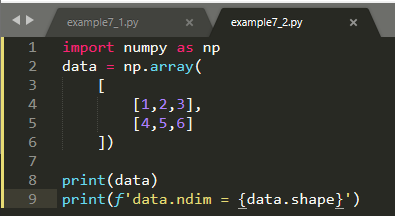 example7_1.py × example7_2.py ×
1 import numpy as np
2 data = np.array(
3     [
4         [1,2,3],
5         [4,5,6]
6     ])
7
8 print(data)
9 print(f'data.ndim = {data.shape}')